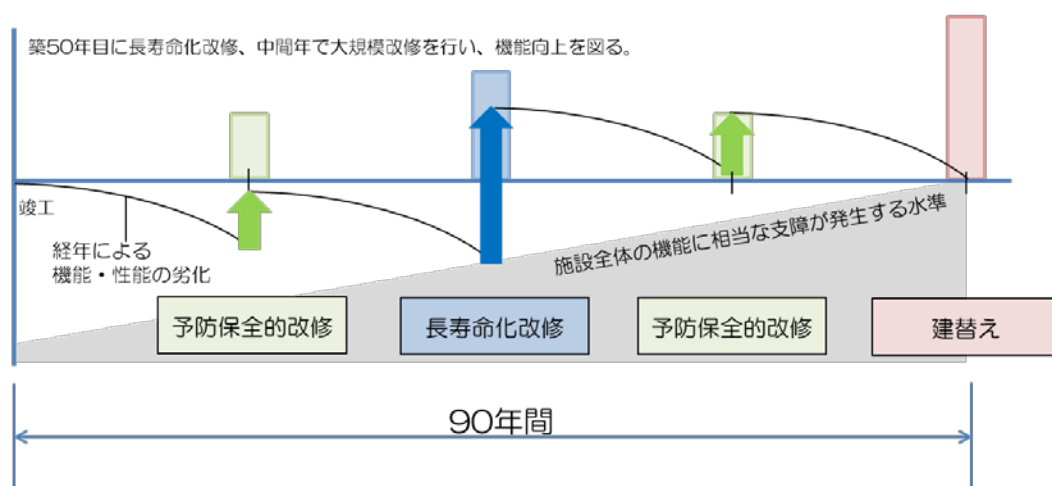 築50年目に長寿命化改修、中間年で大規模改修を行い、機能向上を図る。
竣工
経年による
機能・性能の劣化
施設全体の機能に相当な支障が発生する水準
予防保全的改修
長寿命化改修
予防保全的改修
建替え
90年間